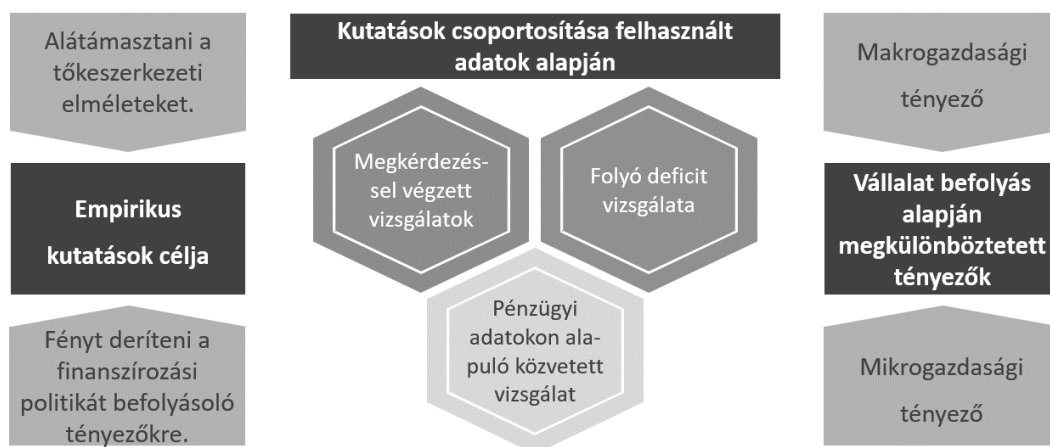 Alátámasztani a
tőkeszerkezeti
elméleteket.
Empirikus
kutatások célja
Fényt deríteni a
finanszírozási
politikát befolyásoló
tényezőkre.
Kutatások csoportosítása felhasznált
adatok alapján
Megkérdezés-
sel végzett
vizsgálatok
Folyó deficit
vizsgálata
Pénzügyi
adatokon ala-
puló közvetett
vizsgálat
Makrogazdasági
tényező
Vállalat befolyás
alapján
megkülönböztetett
tényezők
Mikrogazdasági
tényező